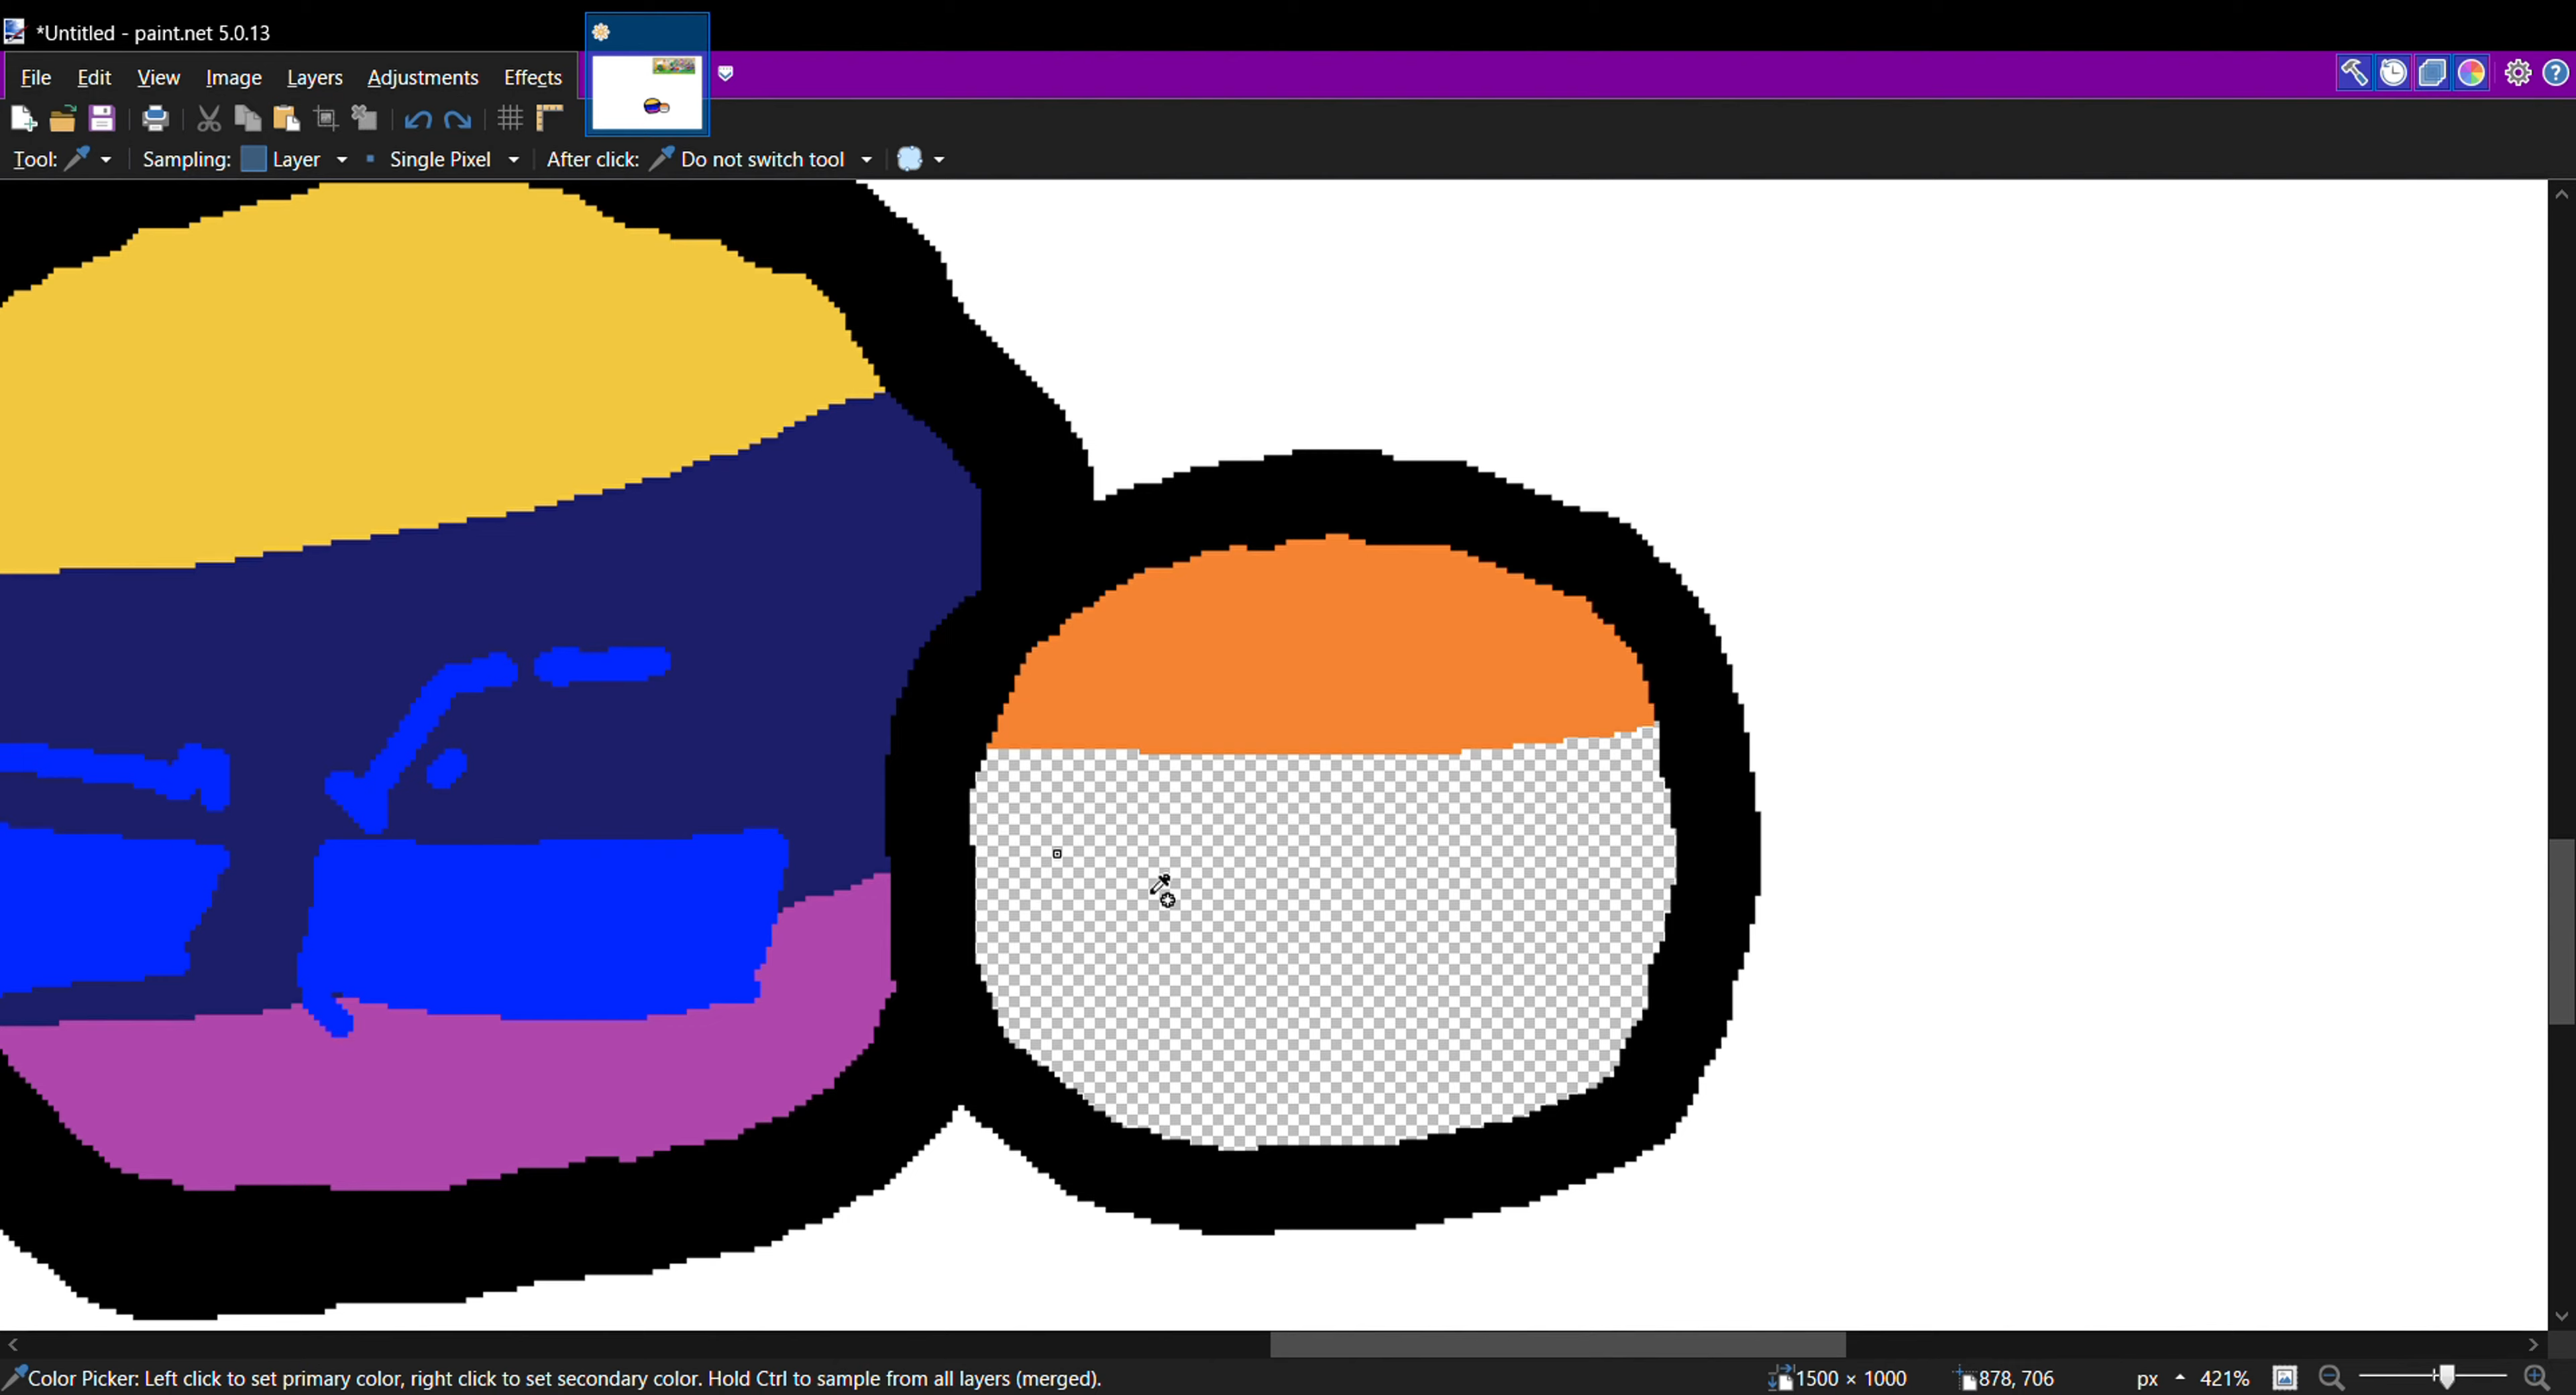 *Untitled - paint.net 5.0.13
File Edit View Image Layers Adjustments Effects
Tool: Sampling: Layer Single Pixel After click: Do not switch tool
Color Picker: Left click to set primary color, right click to set secondary color. Hold Ctrl to sample from all layers (merged). 1500 × 1000 878, 706 px 421%